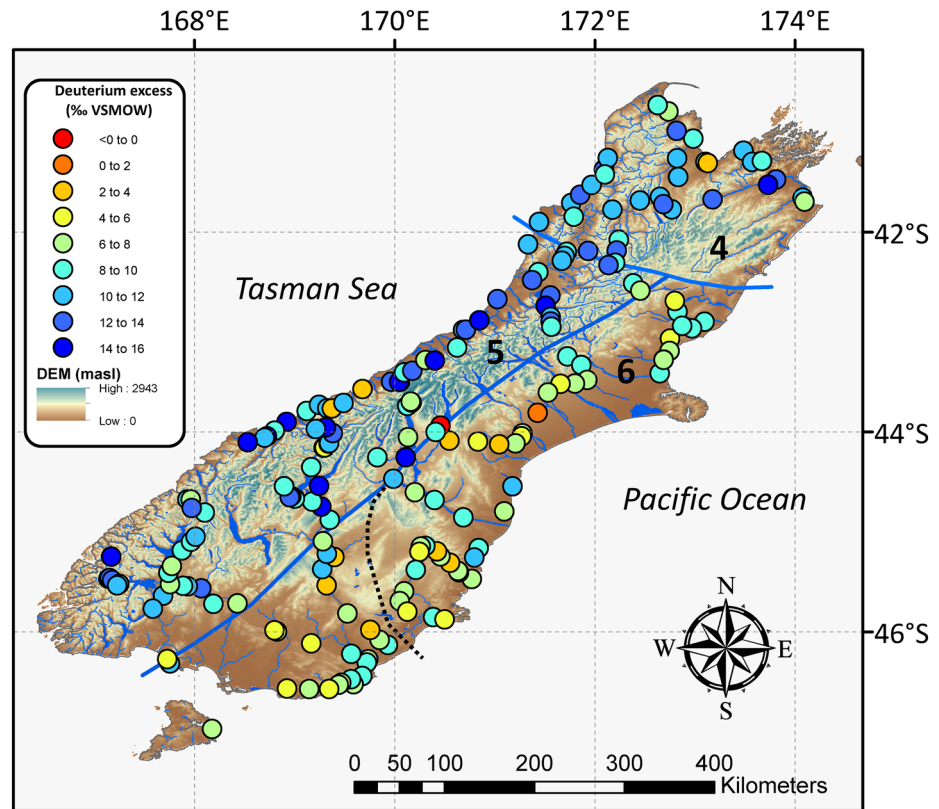 168°E 170°E 172°E 174°E
Deuterium excess
(‰ VSMOW)
<0 to 0
0 to 2
2 to 4
4 to 6
6 to 8
8 to 10
10 to 12
12 to 14
14 to 16
DEM (masl)
High : 2943
Low : 0
42°S
4
Tasman Sea
5
6
44°S
Pacific Ocean
N
W E
S
46°S
0 50 100 200 300 400
Kilometers